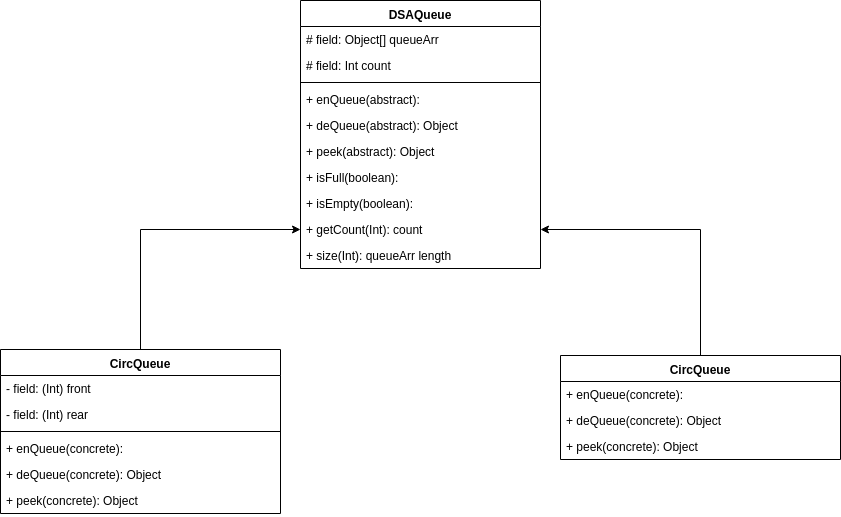 DSAQueue
# field: Object[] queueArr
# field: Int count
+ enQueue(abstract):
+ deQueue(abstract): Object
+ peek(abstract): Object
+ isFull(boolean):
+ isEmpty(boolean):
+ getCount(Int): count
+ size(Int): queueArr length
CircQueue
- field: (Int) front
- field: (Int) rear
+ enQueue(concrete):
+ deQueue(concrete): Object
+ peek(concrete): Object
CircQueue
+ enQueue(concrete):
+ deQueue(concrete): Object
+ peek(concrete): Object